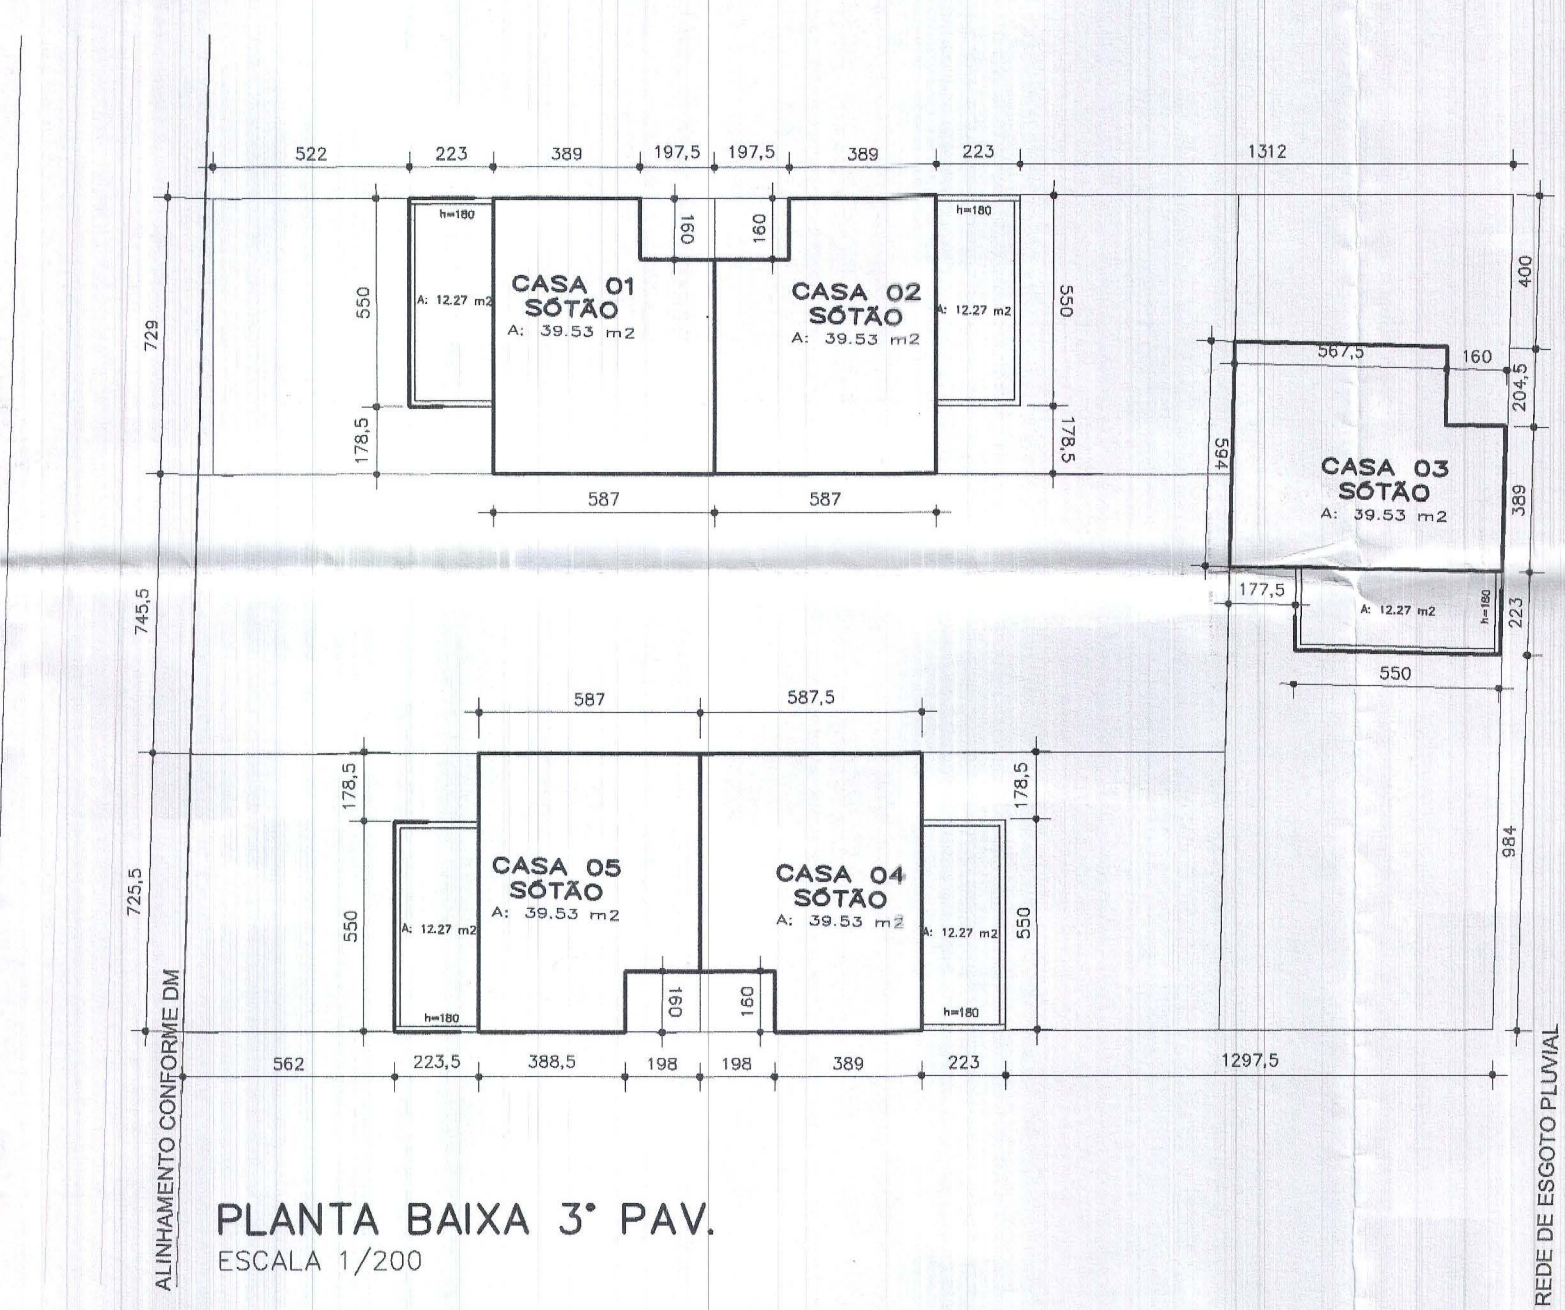 522 223 389 197,5 197,5 389 223 1312
h=180
160
160
h=180
729
550
A: 12.27 m2
CASA 01
SÓTÃO
A: 39.53 m2
CASA 02
SÓTÃO
A: 39.53 m2
A: 12.27 m2
550
400
178,5
178,5
567,5 160
204,5
594
CASA 03
SÓTÃO
A: 39.53 m2
389
587 587
745,5
177,5
A: 12.27 m2
h=180
223
550
587 587,5
178,5
178,5
725,5
550
A: 12.27 m2
h=180
CASA 05
SÓTÃO
A: 39.53 m2
CASA 04
SÓTÃO
A: 39.53 m2
A: 12.27 m2
h=180
550
984
160
160
562 223,5 388,5 198 198 389 223 1297,5
ALINHAMENTO CONFORME DM
REDE DE ESGOTO PLUVIAL
PLANTA BAIXA 3° PAV.
ESCALA 1/200